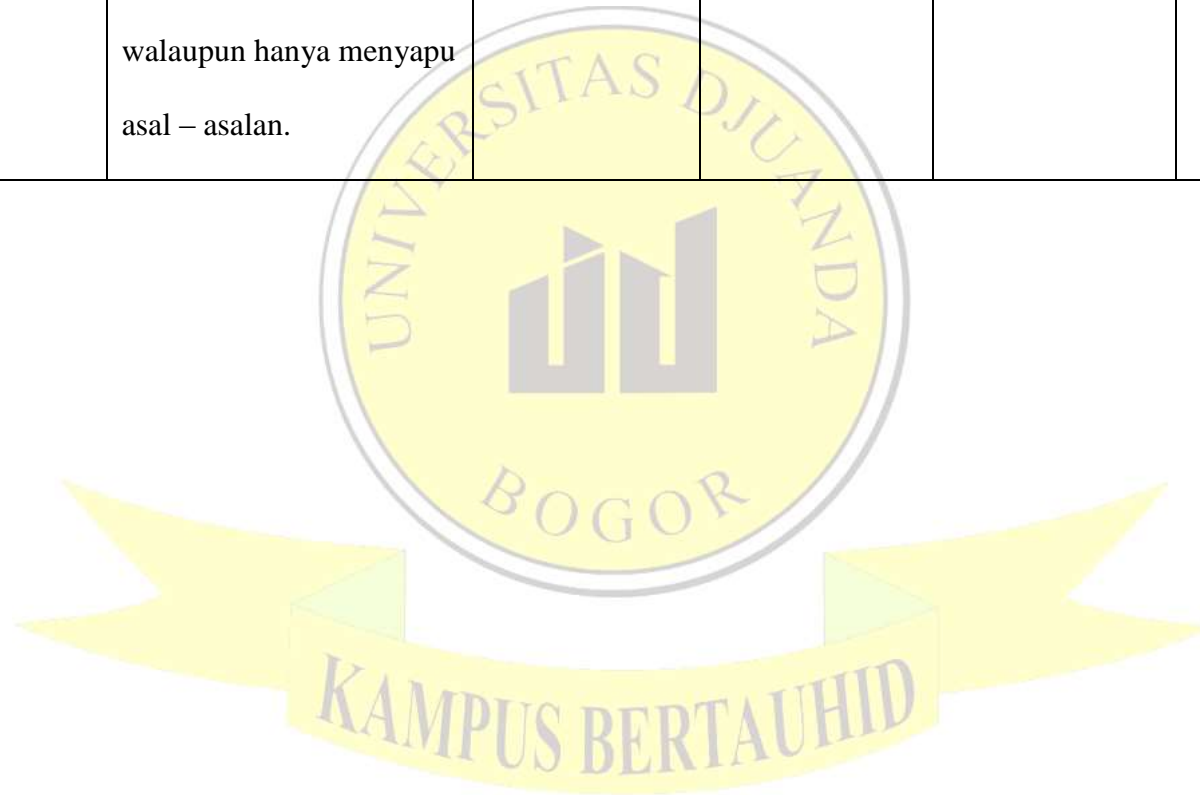 walaupun hanya menyapu
asal – asalan.
UNIVERSITAS DJUANDA
BOGOR
KAMPUS BERTAUHID